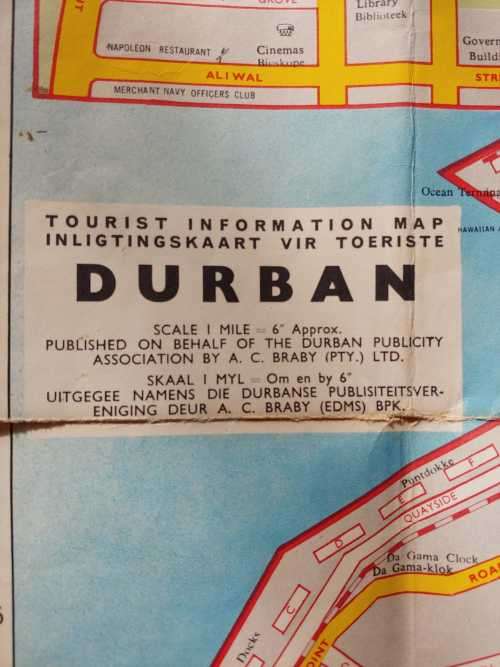 GROVE
Library
Biblioteek
NAPOLEON RESTAURANT
Cinemas
Bioskope
Govern
Buildi
ALIWAL
STR
MERCHANT NAVY OFFICERS CLUB
Ocean Terminal
HAWAIIAN
TOURIST INFORMATION MAP
INLIGTINGSKAART VIR TOERISTE
DURBAN
SCALE 1 MILE = 6" Approx.
PUBLISHED ON BEHALF OF THE DURBAN PUBLICITY
ASSOCIATION BY A. C. BRABY (PTY.) LTD.
SKAAL 1 MYL = Om en by 6"
UITGEGEE NAMENS DIE DURBANSE PUBLISITEITSVER-
ENIGING DEUR A. C. BRABY (EDMS) BPK.
Puntdokke
F
E
QUAYSIDE
D
Da Gama Clock
Da Gama-klok
ROA
C
Docks
OINT